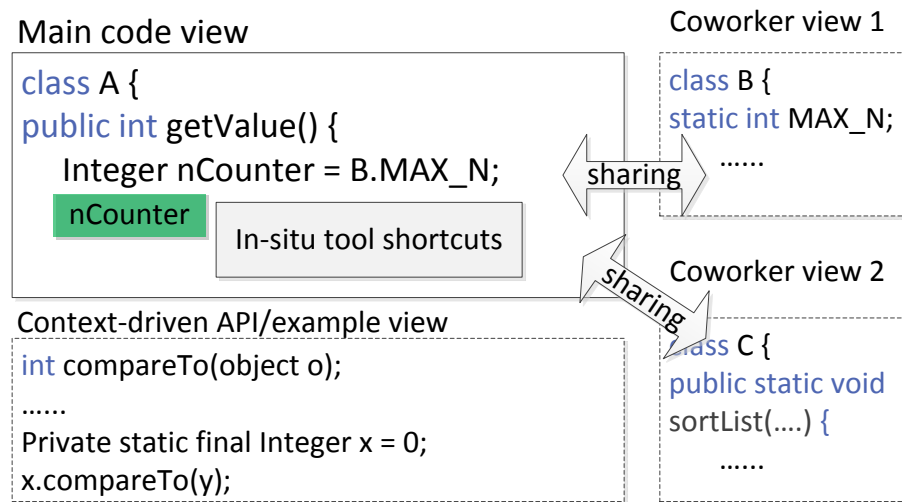 Main code view
class A {
public int getValue() {
Integer nCounter = B.MAX_N;
nCounter
In-situ tool shortcuts
sharing
sharing
Coworker view 1
class B {
static int MAX_N;
......
Coworker view 2
class C {
public static void
sortList(....) {
......
Context-driven API/example view
int compareTo(object o);
......
Private static final Integer x = 0;
x.compareTo(y);